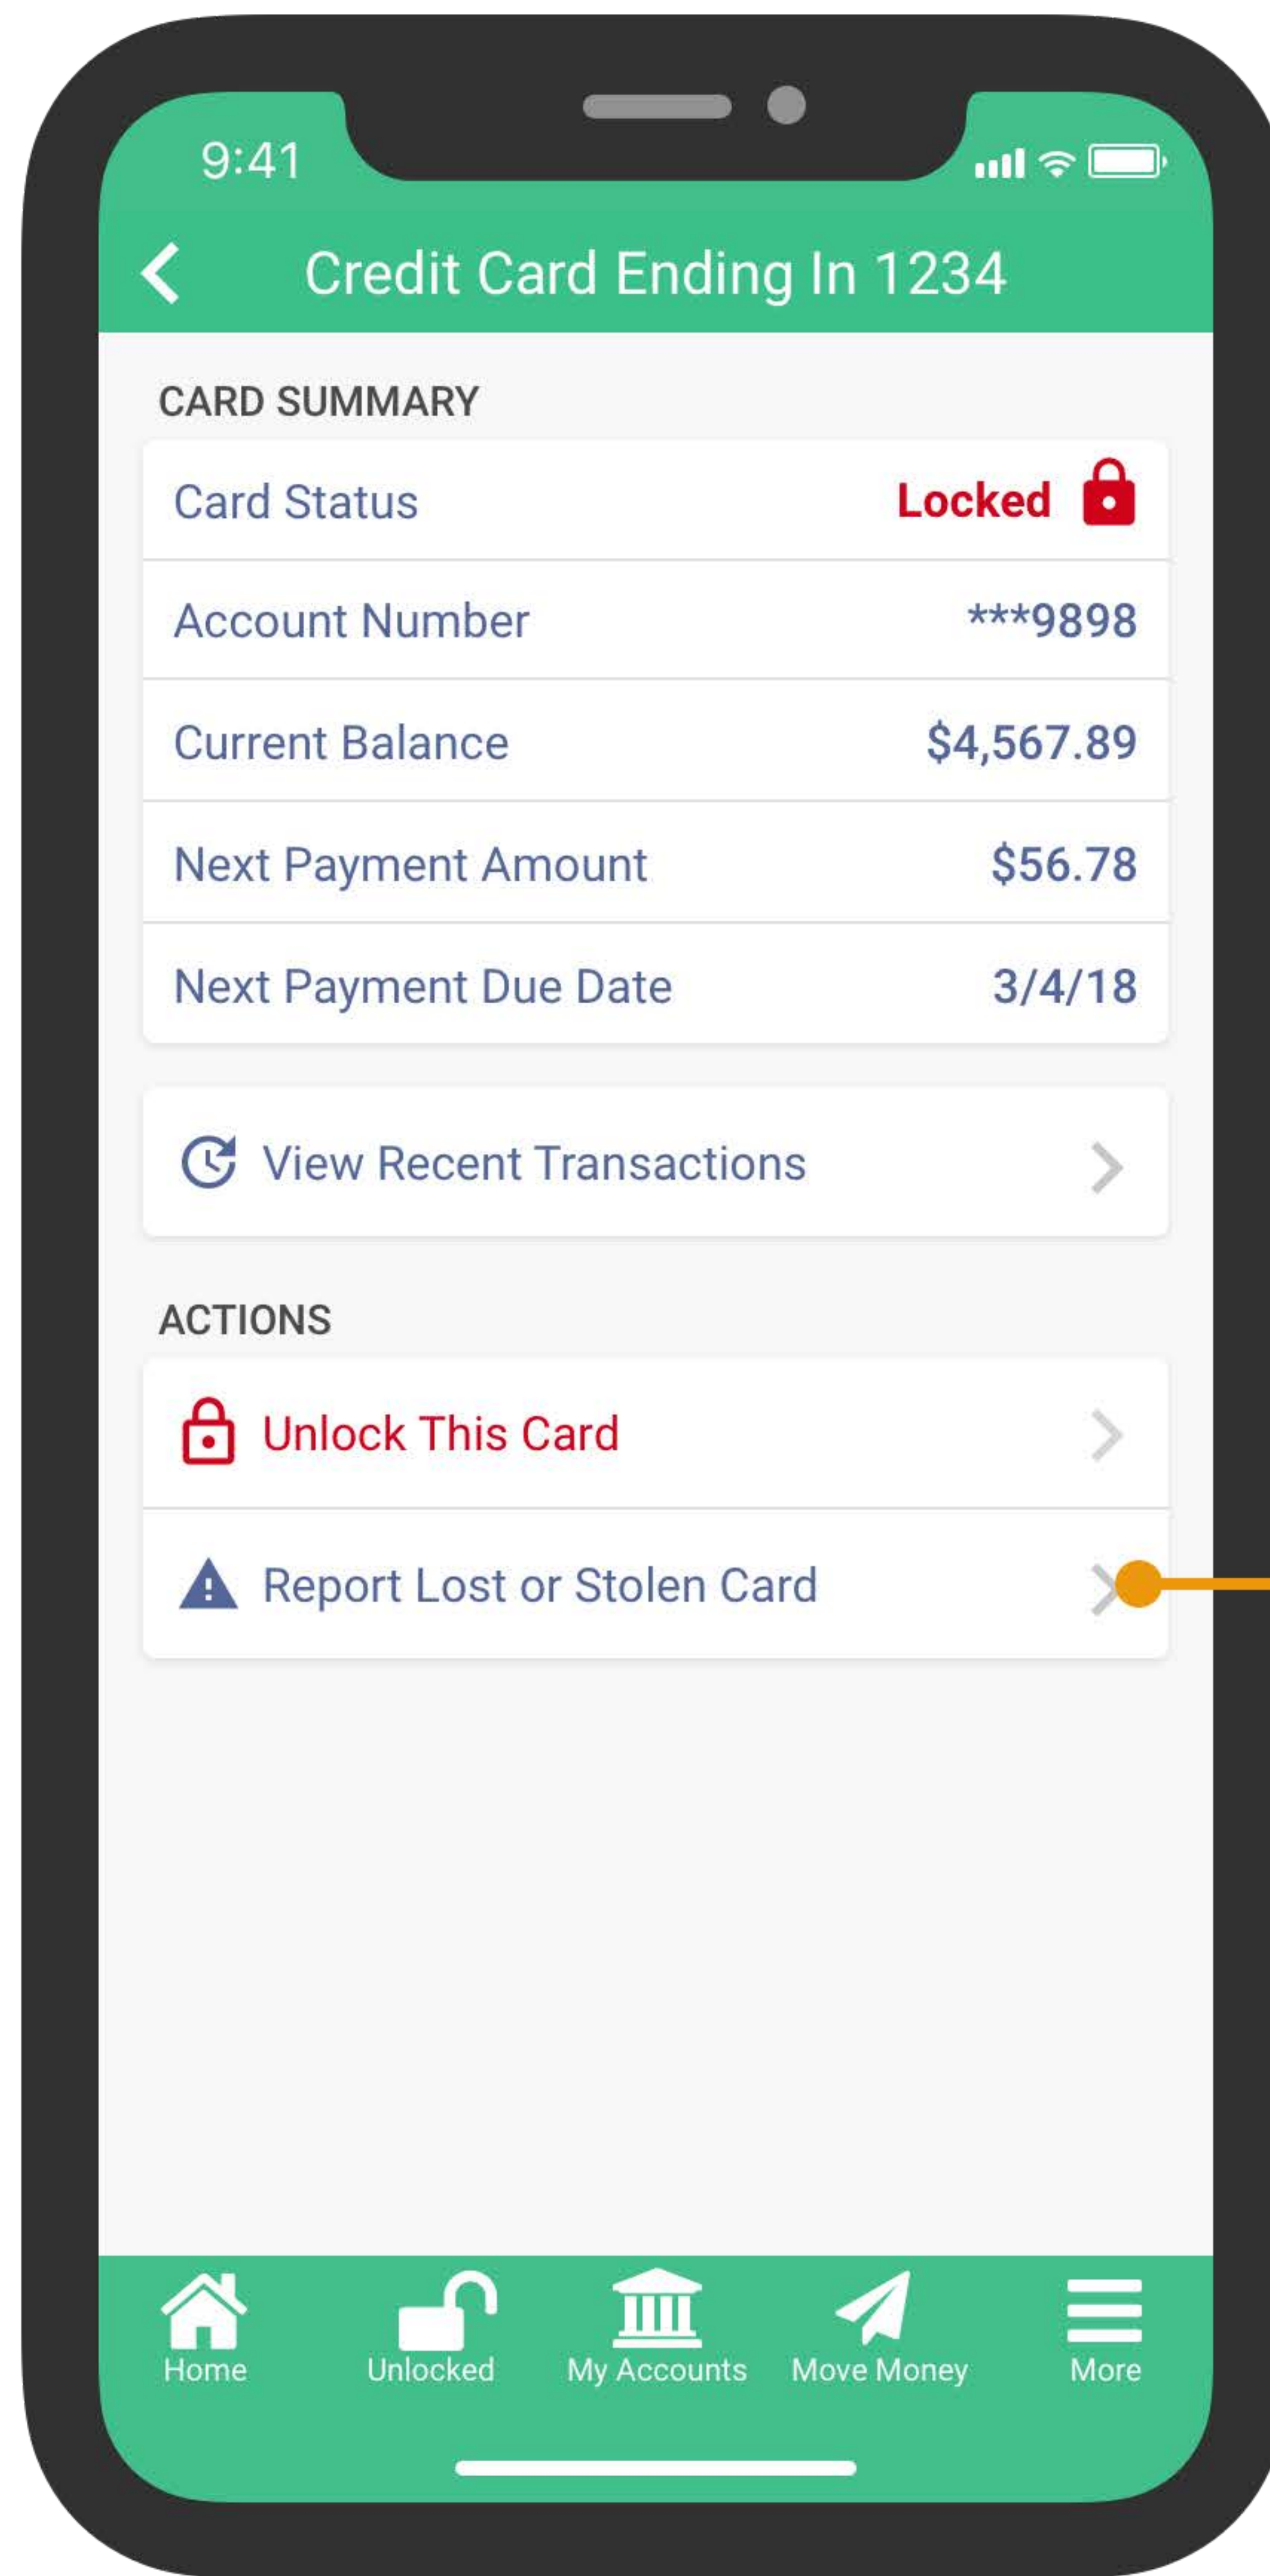 9:41
Credit Card Ending In 1234
CARD SUMMARY
Card Status Locked
Account Number ***9898
Current Balance $4,567.89
Next Payment Amount $56.78
Next Payment Due Date 3/4/18
View Recent Transactions
ACTIONS
Unlock This Card
Report Lost or Stolen Card
Home Unlocked My Accounts Move Money More